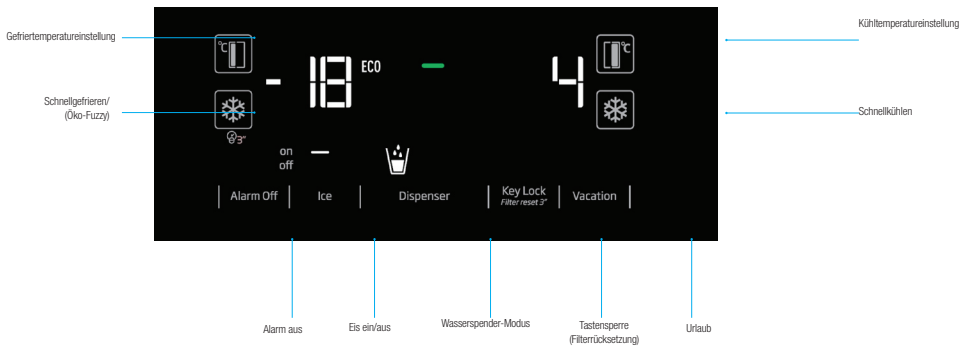 Gefriertemperatureinstellung
Kühltemperatureinstellung
°C
-18
ECO
4
°C
Schnellgefrieren/
(Öko-Fuzzy)
Schnellkühlen
3"
on
off
Alarm Off
Ice
Dispenser
Key Lock
Filter reset 3"
Vacation
Alarm aus
Eis ein/aus
Wasserspender-Modus
Tastensperre
(Filterrücksetzung)
Urlaub